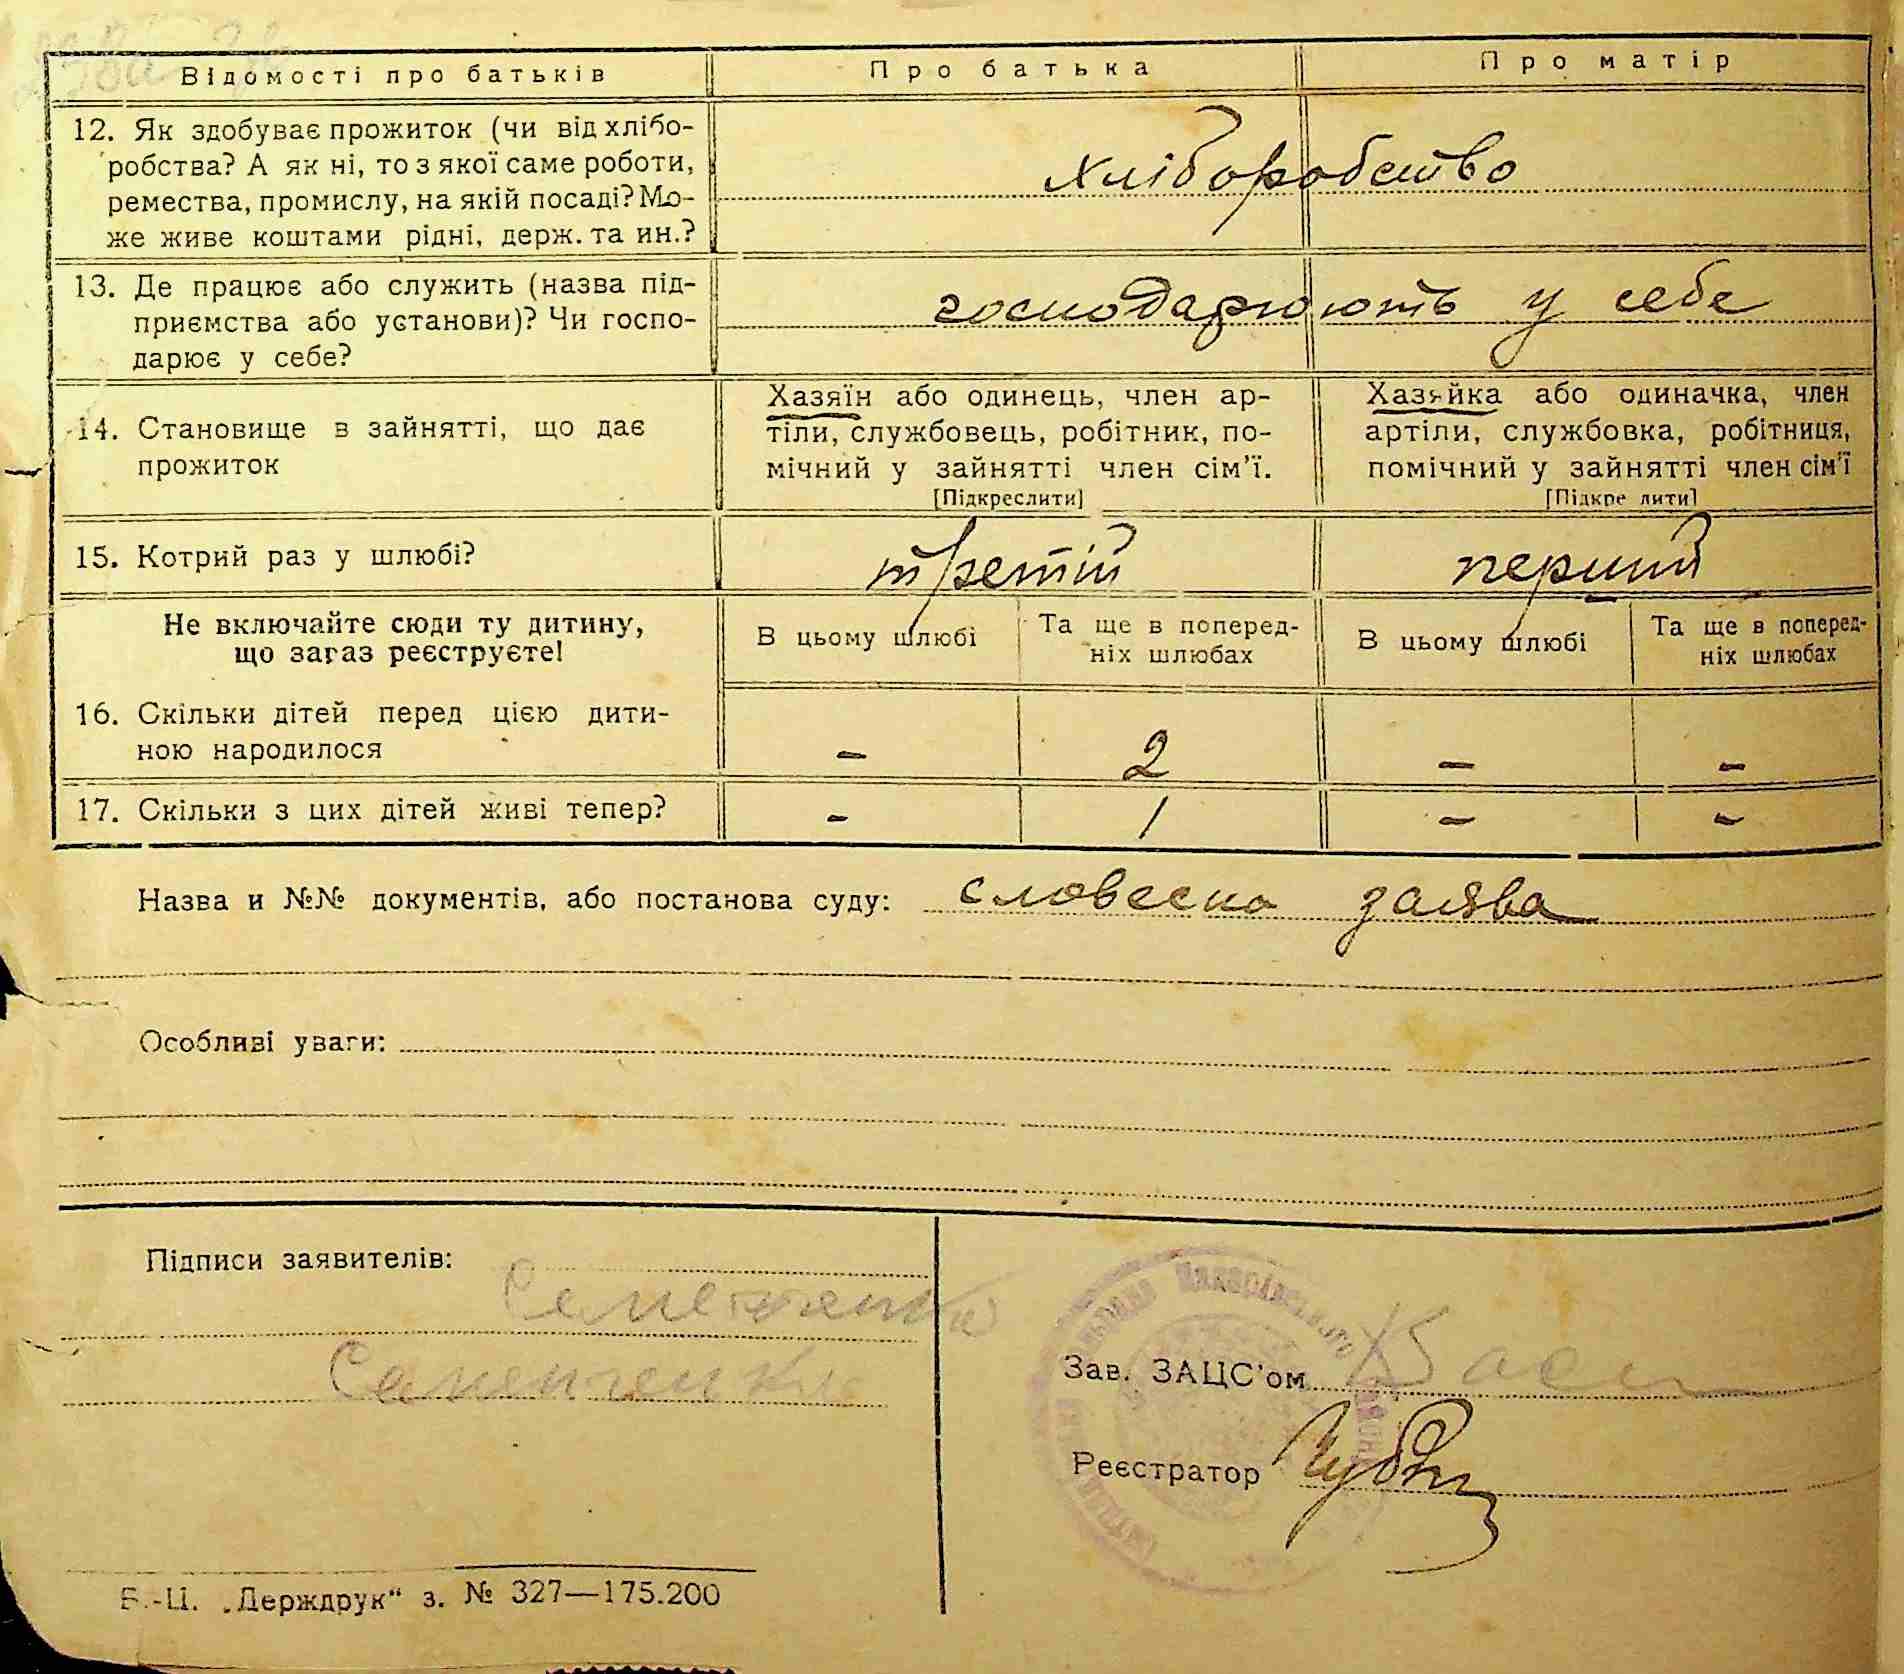 Відомості про батьків Про батька Про матір
12. Як здобуває прожиток (чи від хлібо-
робства? А як ні, то з якої саме роботи,
ремества, промислу, на якій посаді? Мо-
же живе коштами рідні, держ. та ин.?
хліборобство
13. Де працює або служить (назва під-
приємства або установи)? Чи госпо-
дарює у себе?
господарюють у себе
14. Становище в зайнятті, що дає
прожиток
Хазяїн або одинець, член ар-
тіли, службовець, робітник, по-
мічний у зайнятті член сім'ї.
[Підкреслити]
Хазяйка або одиначка, член
артіли, службовка, робітниця,
помічний у зайнятті член сім'ї
[Підкре лити]
15. Котрий раз у шлюбі? третій перший
Не включайте сюди ту дитину,
що зараз реєструєте!
В цьому шлюбі
Та ще в поперед-
ніх шлюбах
В цьому шлюбі
Та ще в поперед-
ніх шлюбах
16. Скільки дітей перед цією дити-
ною народилося
- 2 - -
17. Скільки з цих дітей живі тепер? - 1 - -
Назва и №№ документів, або постанова суду: словесно заява
Особливі уваги:
Підписи заявителів:
Зав. ЗАЦС'ом
Реєстратор
„Держдрук“ з. № 327—175.200